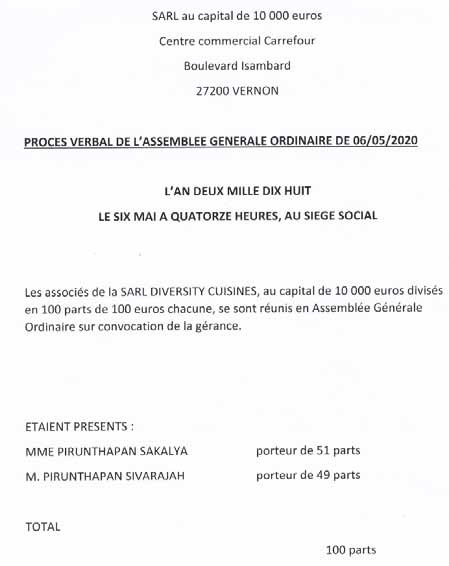 SARL au capital de 10 000 euros
Centre commercial Carrefour
Boulevard Isambard
27200 VERNON
PROCES VERBAL DE L'ASSEMBLEE GENERALE ORDINAIRE DE 06/05/2020
L'AN DEUX MILLE DIX HUIT
LE SIX MAI A QUATORZE HEURES, AU SIEGE SOCIAL
Les associés de la SARL DIVERSITY CUISINES, au capital de 10 000 euros divisés
en 100 parts de 100 euros chacune, se sont réunis en Assemblée Générale
Ordinaire sur convocation de la gérance.
ETAIENT PRESENTS :
MME PIRUNTHAPAN SAKALYA porteur de 51 parts
M. PIRUNTHAPAN SIVARAJAH porteur de 49 parts
TOTAL
100 parts